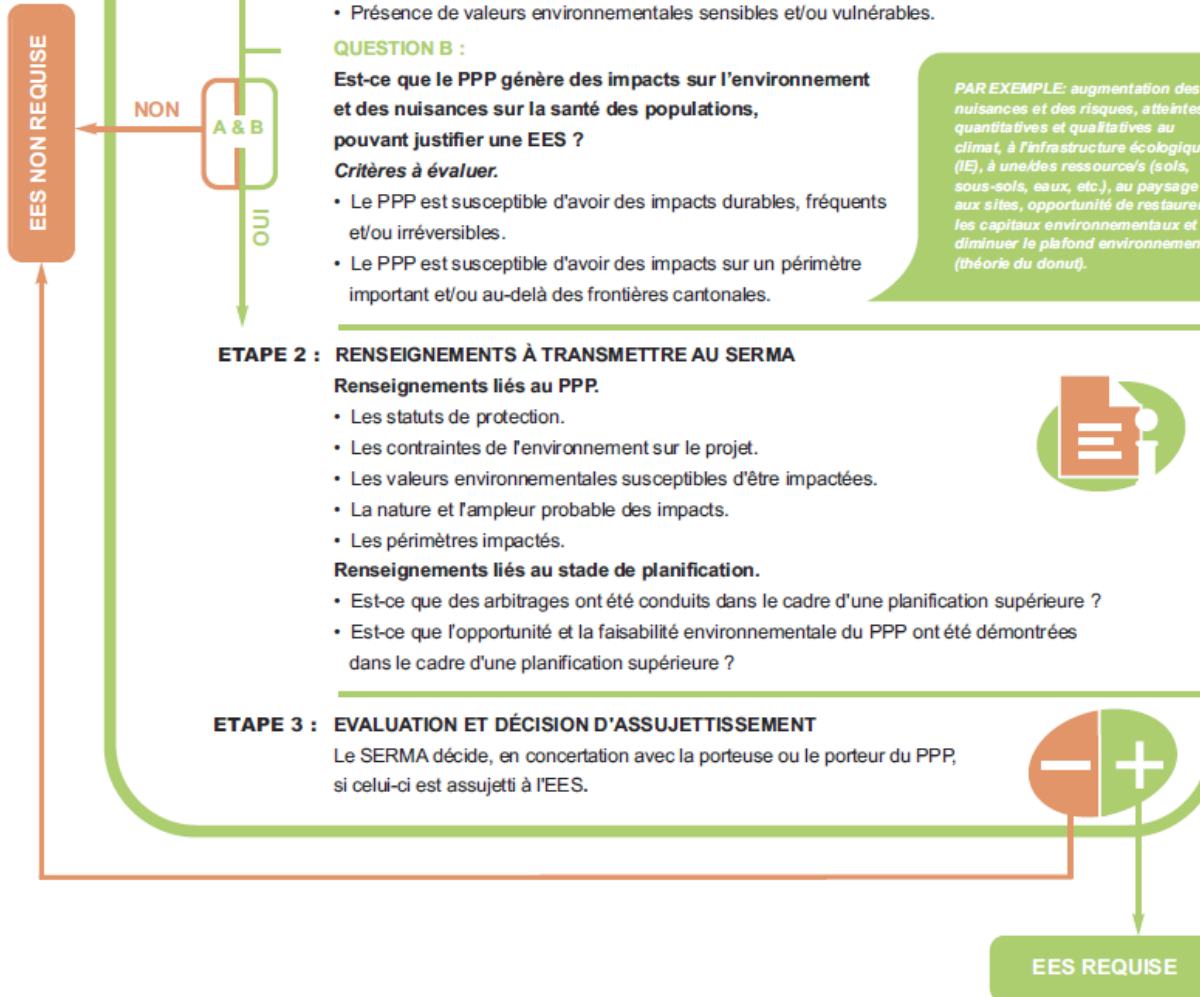 • Présence de valeurs environnementales sensibles et/ou vulnérables.
QUESTION B :
Est-ce que le PPP génère des impacts sur l'environnement
et des nuisances sur la santé des populations,
pouvant justifier une EES ?
Critères à évaluer.
• Le PPP est susceptible d'avoir des impacts durables, fréquents
et/ou irréversibles.
• Le PPP est susceptible d'avoir des impacts sur un périmètre
important et/ou au-delà des frontières cantonales.
PAR EXEMPLE: augmentation des
nuisances et des risques, atteintes
quantitatives et qualitatives au
climat, à l'infrastructure écologiqu
(IE), à une/des ressource/s (sols,
sous-sols, eaux, etc.), au paysage
aux sites, opportunité de restaurer
les capitaux environnementaux et
diminuer le plafond environnemen
(théorie du donut).
EES NON REQUISE
NON
A & B
OUI
ETAPE 2 : RENSEIGNEMENTS À TRANSMETTRE AU SERMA
Renseignements liés au PPP.
• Les statuts de protection.
• Les contraintes de l'environnement sur le projet.
• Les valeurs environnementales susceptibles d'être impactées.
• La nature et l'ampleur probable des impacts.
• Les périmètres impactés.
Renseignements liés au stade de planification.
• Est-ce que des arbitrages ont été conduits dans le cadre d'une planification supérieure ?
• Est-ce que l'opportunité et la faisabilité environnementale du PPP ont été démontrées
dans le cadre d'une planification supérieure ?
ETAPE 3 : EVALUATION ET DÉCISION D'ASSUJETTISSEMENT
Le SERMA décide, en concertation avec la porteuse ou le porteur du PPP,
si celui-ci est assujetti à l'EES.
EES REQUISE